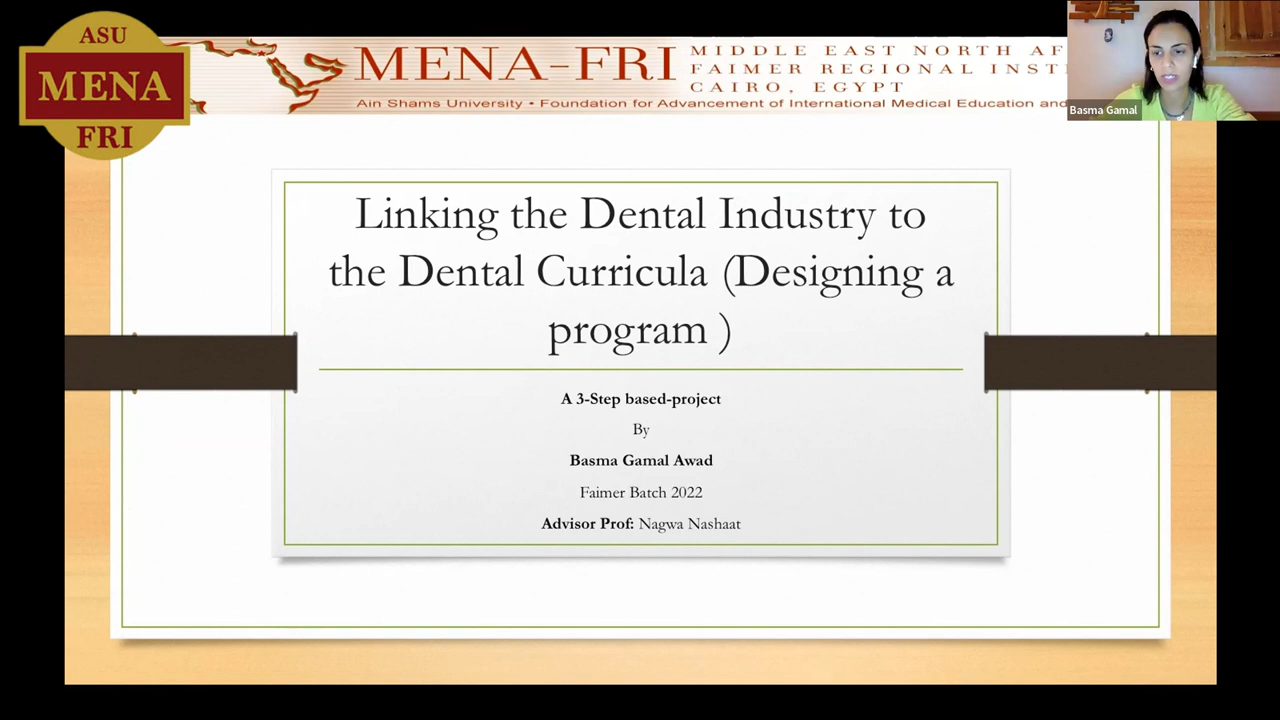 ASU
MENA
FRI
MENA-FRI
MIDDLE EAST NORTH AF
FAIMER REGIONAL INST
CAIRO, EGYPT
Ain Shams University • Foundation for Advancement of International Medical Education and
Basma Gamal
Linking the Dental Industry to
the Dental Curricula (Designing a
program )
A 3-Step based-project
By
Basma Gamal Awad
Faimer Batch 2022
Advisor Prof: Nagwa Nashaat